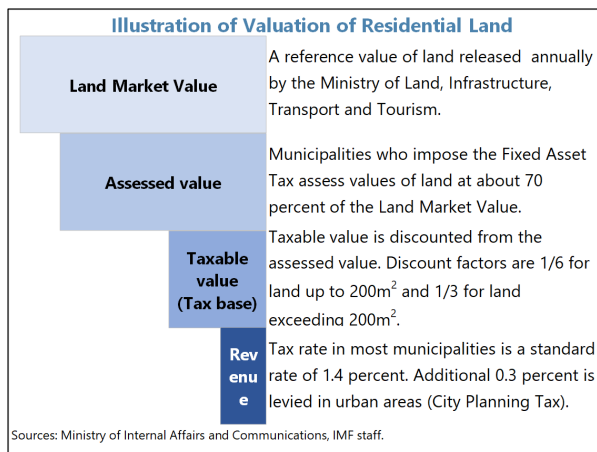 Illustration of Valuation of Residential Land
Land Market Value
A reference value of land released annually
by the Ministry of Land, Infrastructure,
Transport and Tourism.
Assessed value
Municipalities who impose the Fixed Asset
Tax assess values of land at about 70
percent of the Land Market Value.
Taxable
value
(Tax base)
Taxable value is discounted from the
assessed value. Discount factors are 1/6 for
land up to 200m² and 1/3 for land
exceeding 200m².
Rev
enu
e
Tax rate in most municipalities is a standard
rate of 1.4 percent. Additional 0.3 percent is
levied in urban areas (City Planning Tax).
Sources: Ministry of Internal Affairs and Communications, IMF staff.